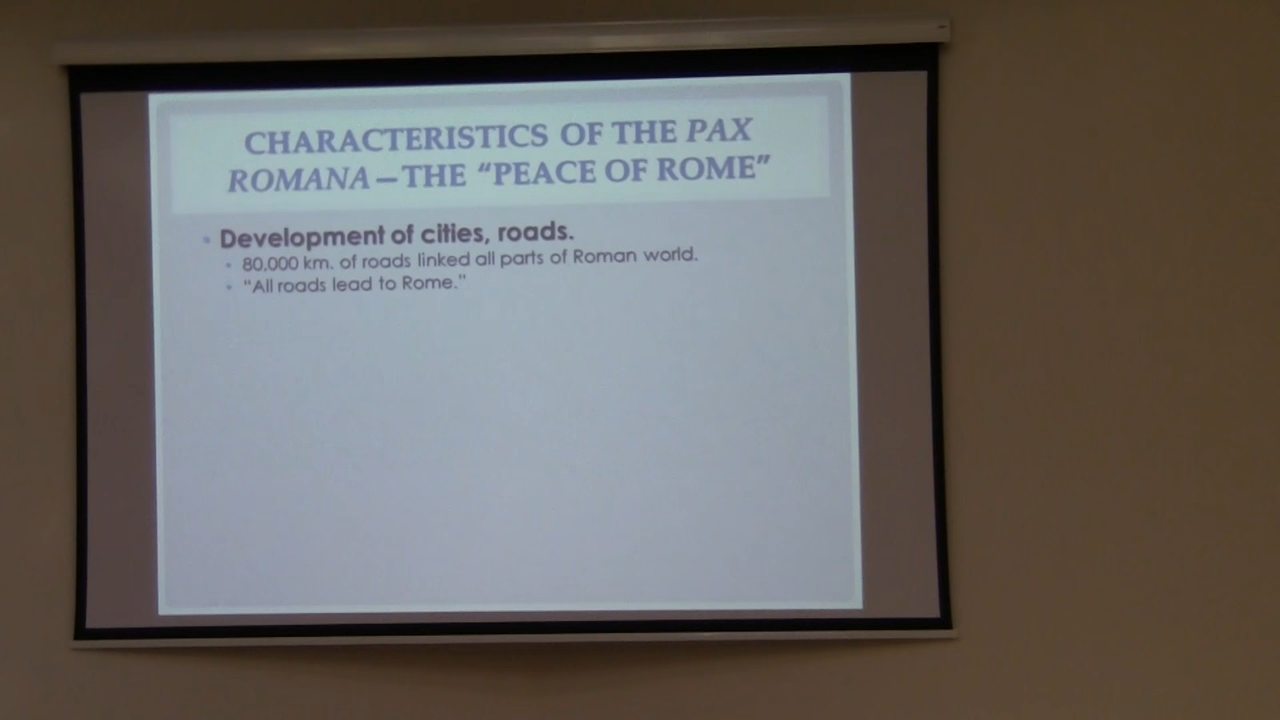 CHARACTERISTICS OF THE PAX
ROMANA—THE “PEACE OF ROME”
• Development of cities, roads.
• 80,000 km. of roads linked all parts of Roman world.
• “All roads lead to Rome.”